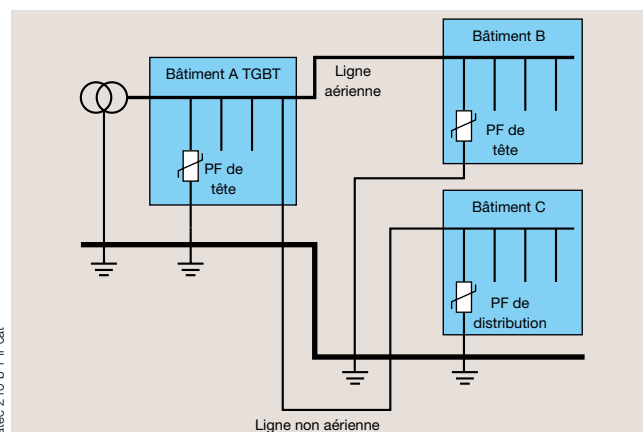 Bâtiment A TGBT
PF de
tête
Ligne
aérienne
Bâtiment B
PF de
tête
Bâtiment C
PF de
distribution
Ligne non aérienne